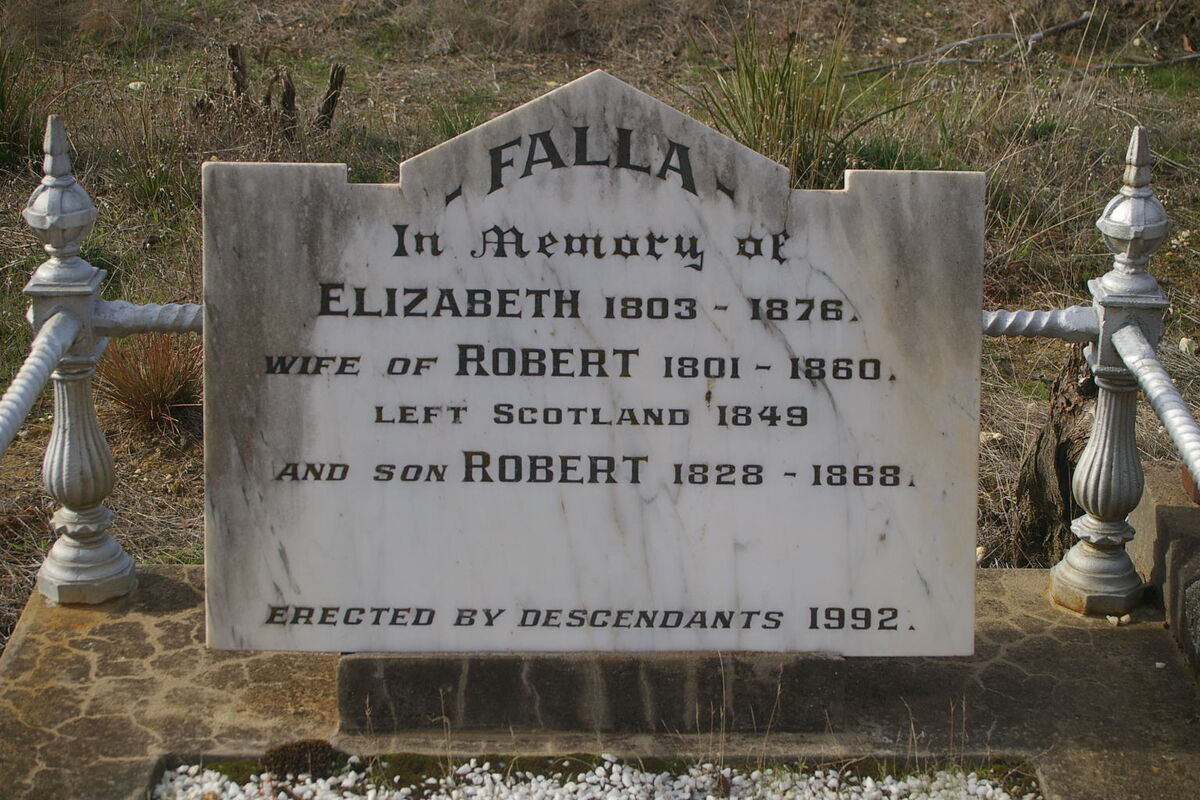 - FALLA -
In Memory of
ELIZABETH 1803 - 1876.
WIFE OF ROBERT 1801 - 1860.
LEFT SCOTLAND 1849
AND SON ROBERT 1828 - 1868.
ERECTED BY DESCENDANTS 1992.